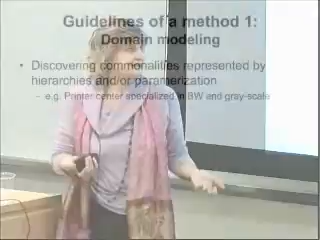 Guidelines of a method 1:
Domain modeling
• Discovering commonalities represented by
hierarchies and/or paramerization
– e.g. Printer center specialized in BW and gray-scale